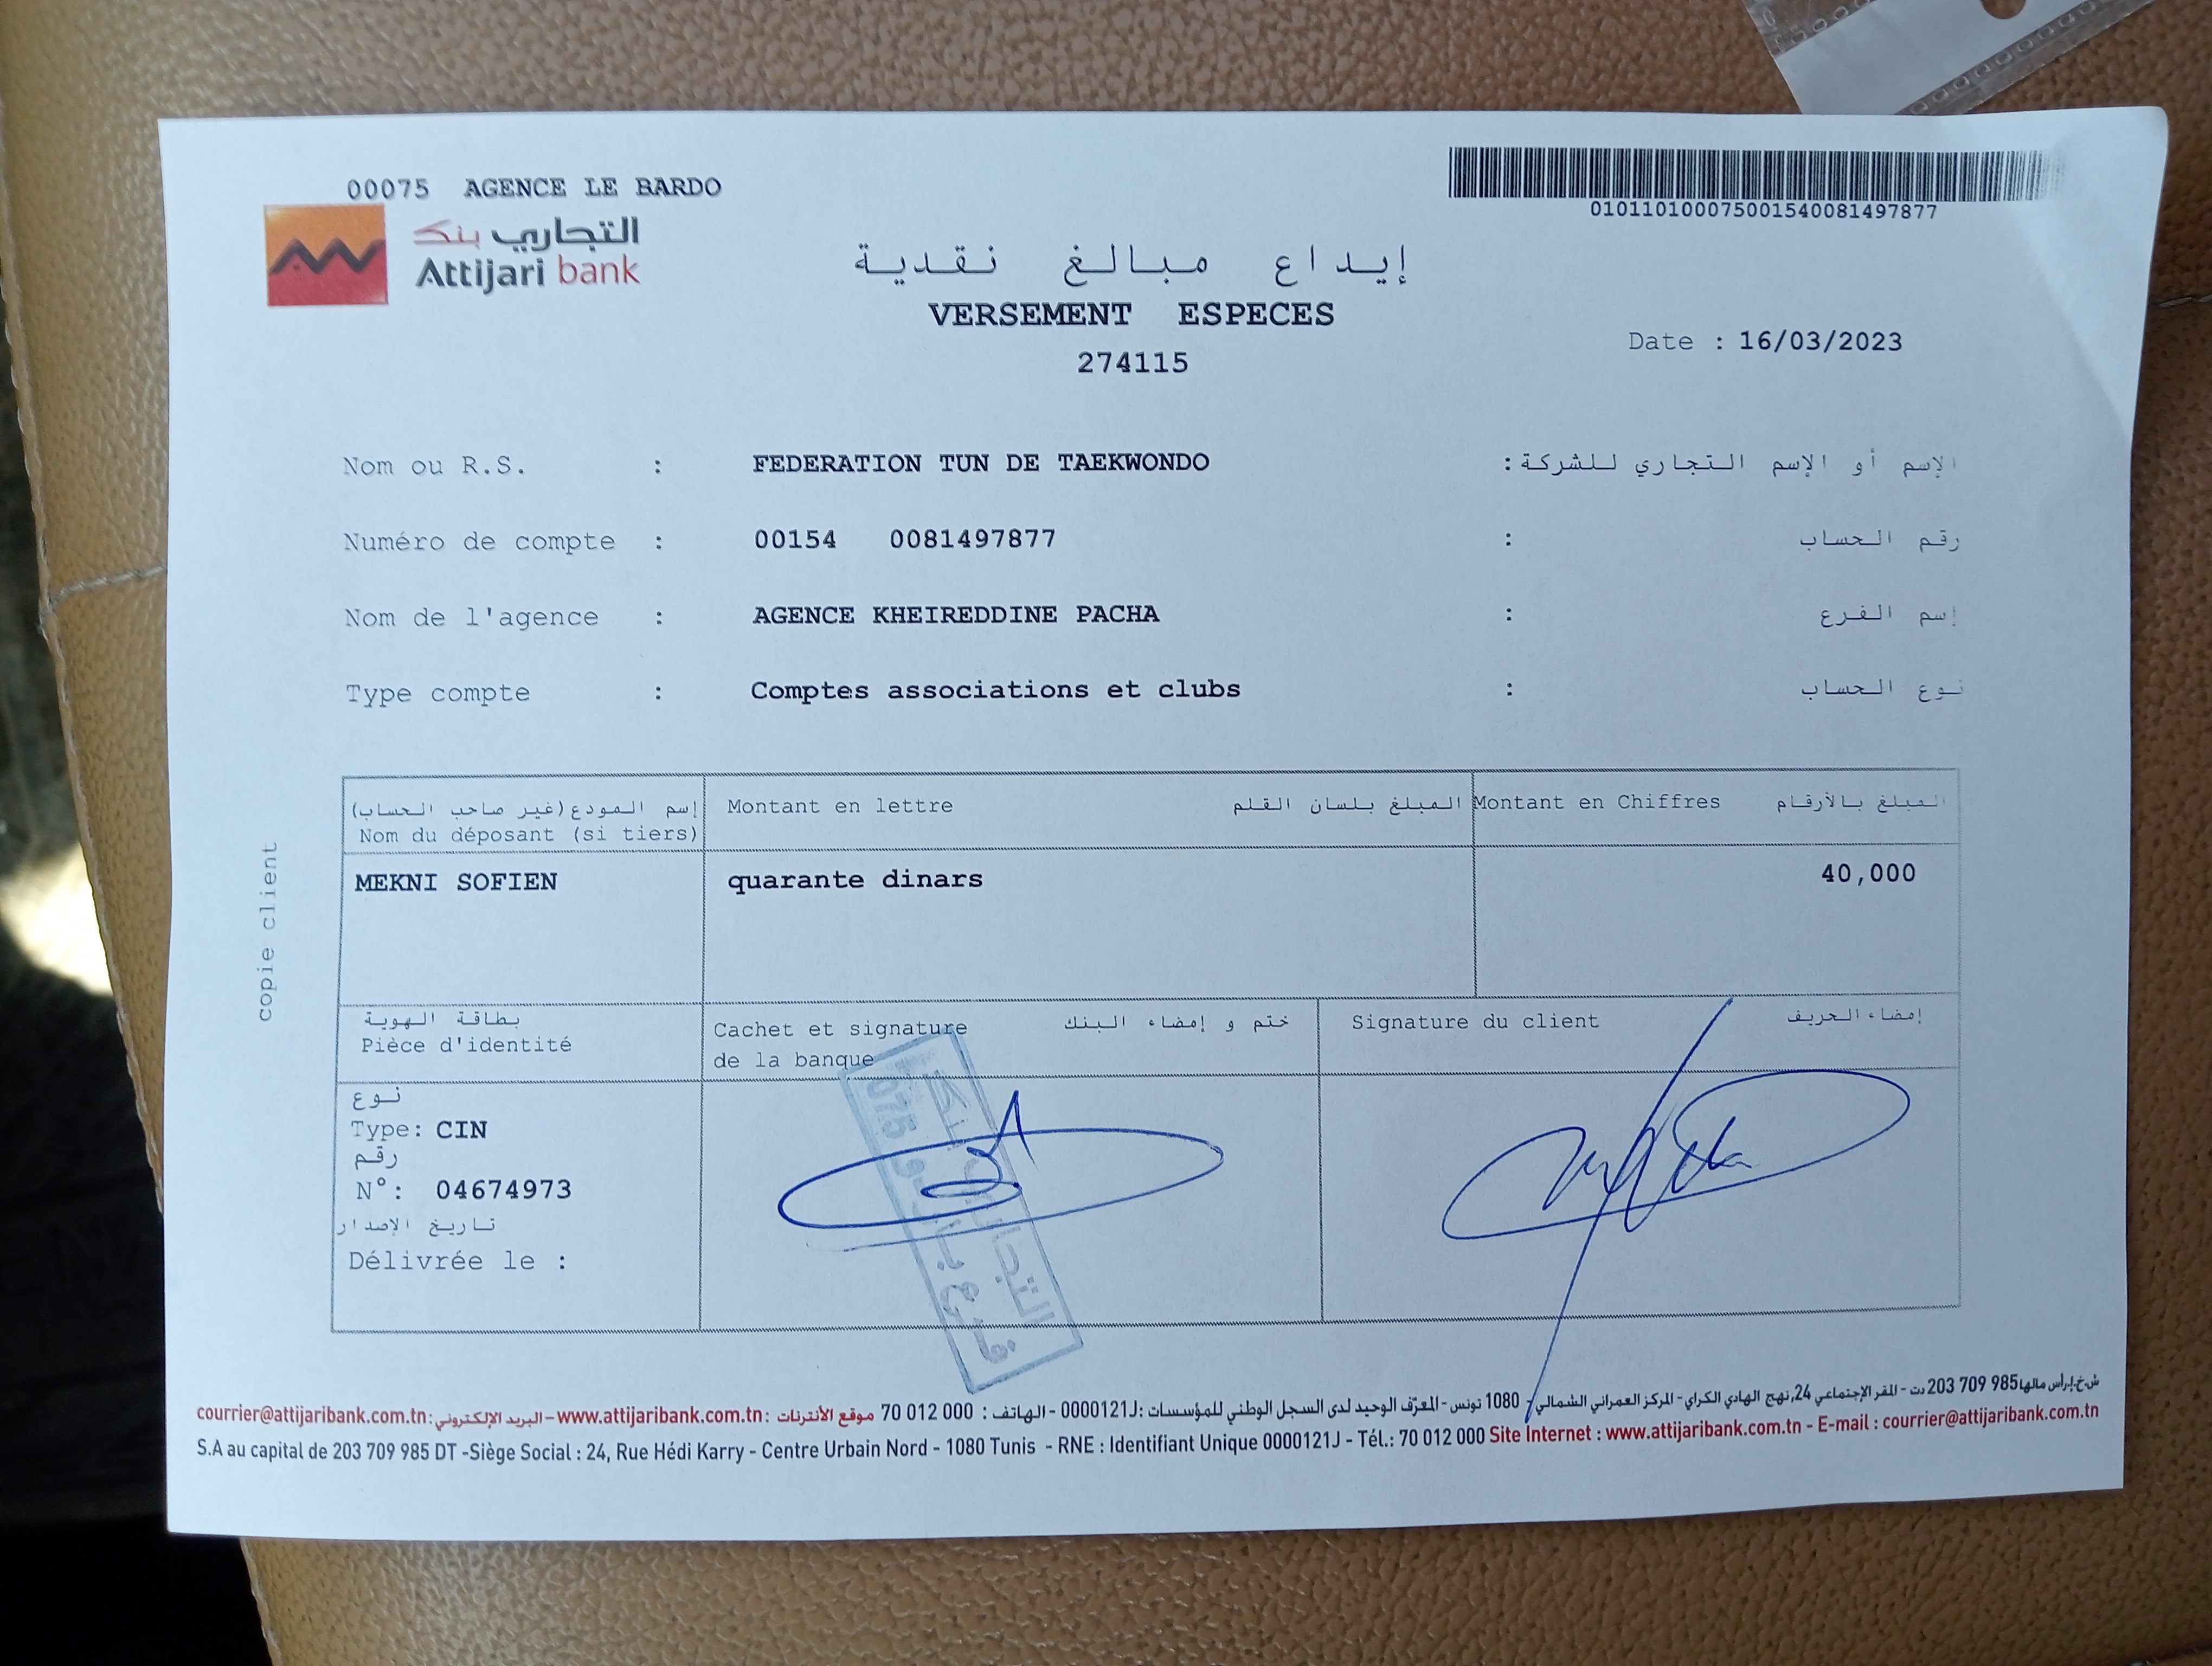 00075 AGENCE LE BARDO
التجاري بنك
Attijari bank
010110100075001540081497877
إيداع مبالغ نقدية
VERSEMENT ESPECES
274115
Date : 16/03/2023
Nom ou R.S. : FEDERATION TUN DE TAEKWONDO الإسم أو الإسم التجاري للشركة :
Numéro de compte : 00154 0081497877 رقم الحساب :
Nom de l'agence : AGENCE KHEIREDDINE PACHA إسم الفرع :
Type compte : Comptes associations et clubs نوع الحساب :
إسم المودع (غير صاحب الحساب)
Nom du déposant (si tiers)
Montant en lettre المبلغ بلسان القلم
Montant en Chiffres المبلغ بالأرقام
MEKNI SOFIEN
quarante dinars
40,000
copie client
بطاقة الهوية
Pièce d'identité
Cachet et signature ختم و إمضاء البنك
de la banque
Signature du client إمضاء الحريف
نوع
Type: CIN
رقم
N°: 04674973
تاريخ الإصدار
Délivrée le :
التجاري بنك
فرع باردو 075
ش.خ.إ.رأس مالها 985 709 203 دت - المقر الإجتماعي 24, نهج الهادي الكراي - المركز العمراني الشمالي - 1080 تونس - المعرّف الوحيد لدى السجل الوطني للمؤسسات : 0000121J - الهاتف : 70 012 000 موقع الأنترنات : www.attijaribank.com.tn - البريد الإلكتروني : courrier@attijaribank.com.tn
S.A au capital de 203 709 985 DT -Siège Social : 24, Rue Hédi Karry - Centre Urbain Nord - 1080 Tunis - RNE : Identifiant Unique 0000121J - Tél.: 70 012 000 Site Internet : www.attijaribank.com.tn - E-mail : courrier@attijaribank.com.tn